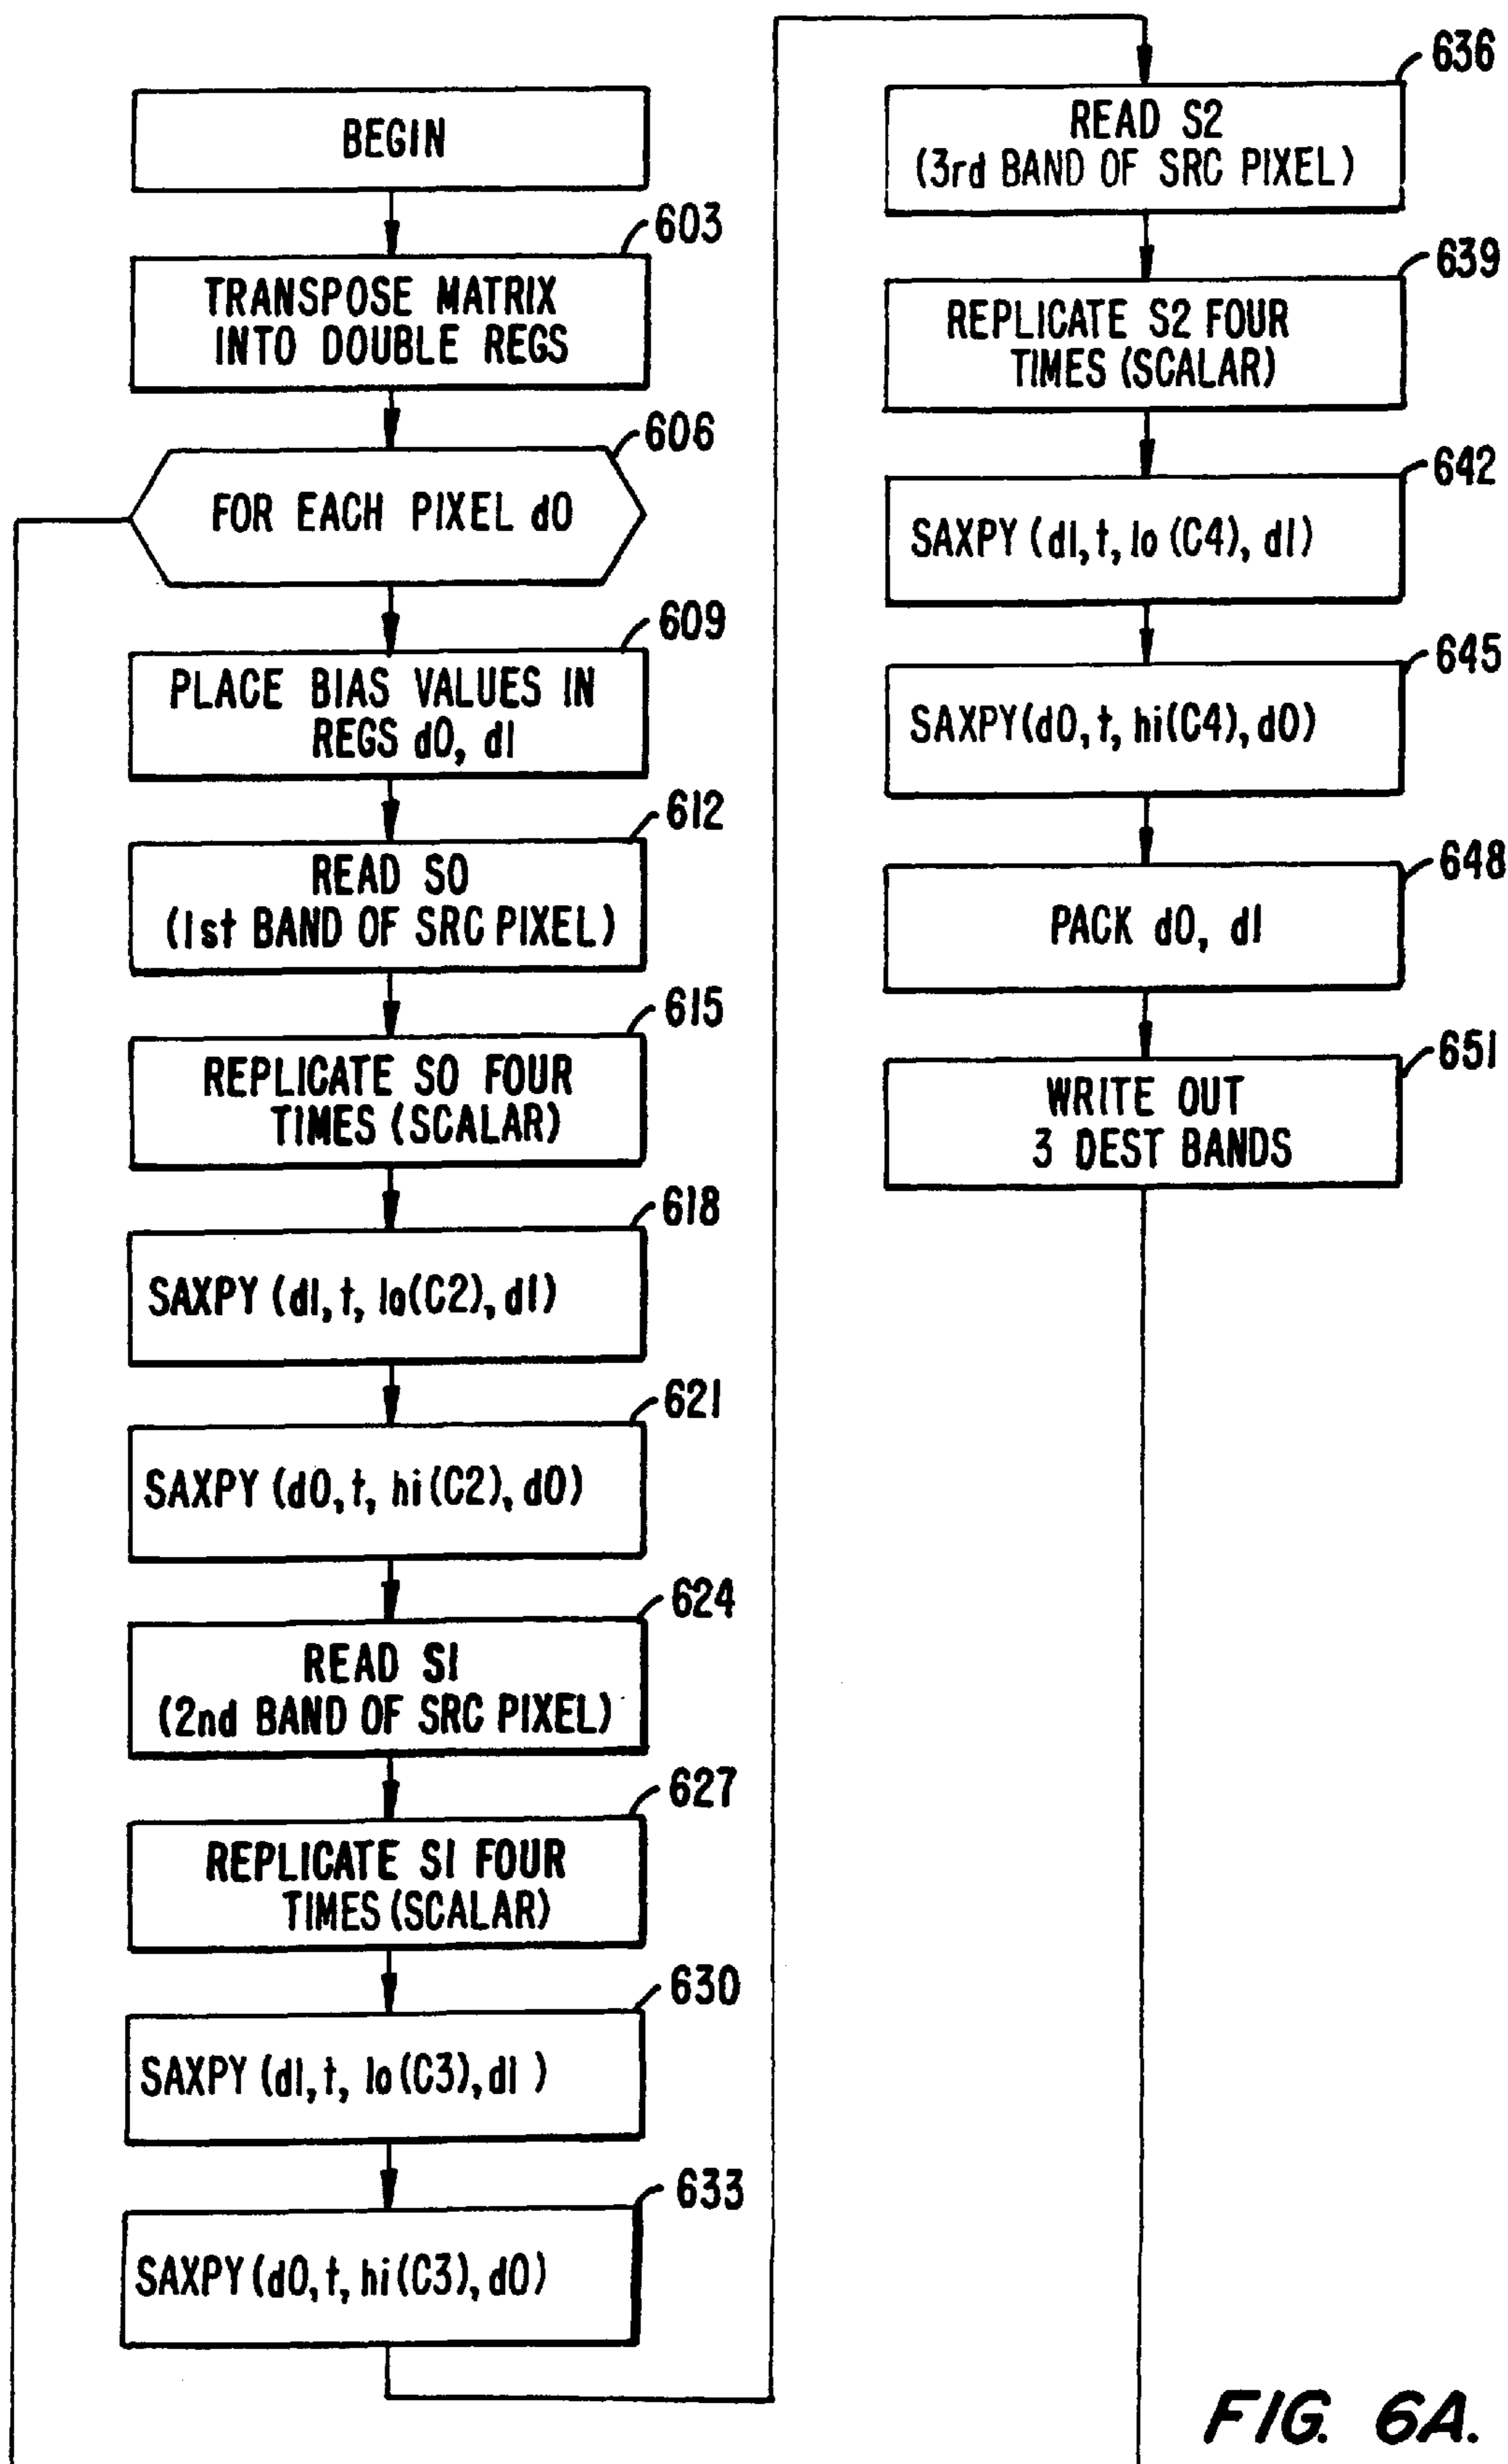 BEGIN
603
TRANSPOSE MATRIX
INTO DOUBLE REGS
606
FOR EACH PIXEL d0
609
PLACE BIAS VALUES IN
REGS d0, d1
612
READ S0
(1st BAND OF SRC PIXEL)
615
REPLICATE S0 FOUR
TIMES (SCALAR)
618
SAXPY (d1, t, lo(C2), d1)
621
SAXPY (d0, t, hi(C2), d0)
624
READ S1
(2nd BAND OF SRC PIXEL)
627
REPLICATE S1 FOUR
TIMES (SCALAR)
630
SAXPY (d1, t, lo(C3), d1 )
633
SAXPY (d0, t, hi(C3), d0)
636
READ S2
(3rd BAND OF SRC PIXEL)
639
REPLICATE S2 FOUR
TIMES (SCALAR)
642
SAXPY (d1, t, lo (C4), d1)
645
SAXPY(d0, t, hi(C4), d0)
648
PACK d0, d1
651
WRITE OUT
3 DEST BANDS
FIG. 6A.